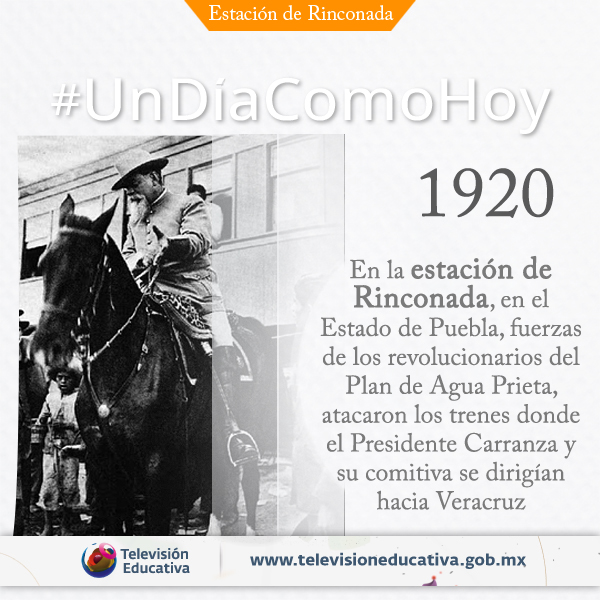 Estación de Rinconada
#UnDíaComoHoy
1920
En la estación de
Rinconada, en el
Estado de Puebla, fuerzas
de los revolucionarios del
Plan de Agua Prieta,
atacaron los trenes donde
el Presidente Carranza y
su comitiva se dirigían
hacia Veracruz
Televisión
Educativa
www.televisioneducativa.gob.mx